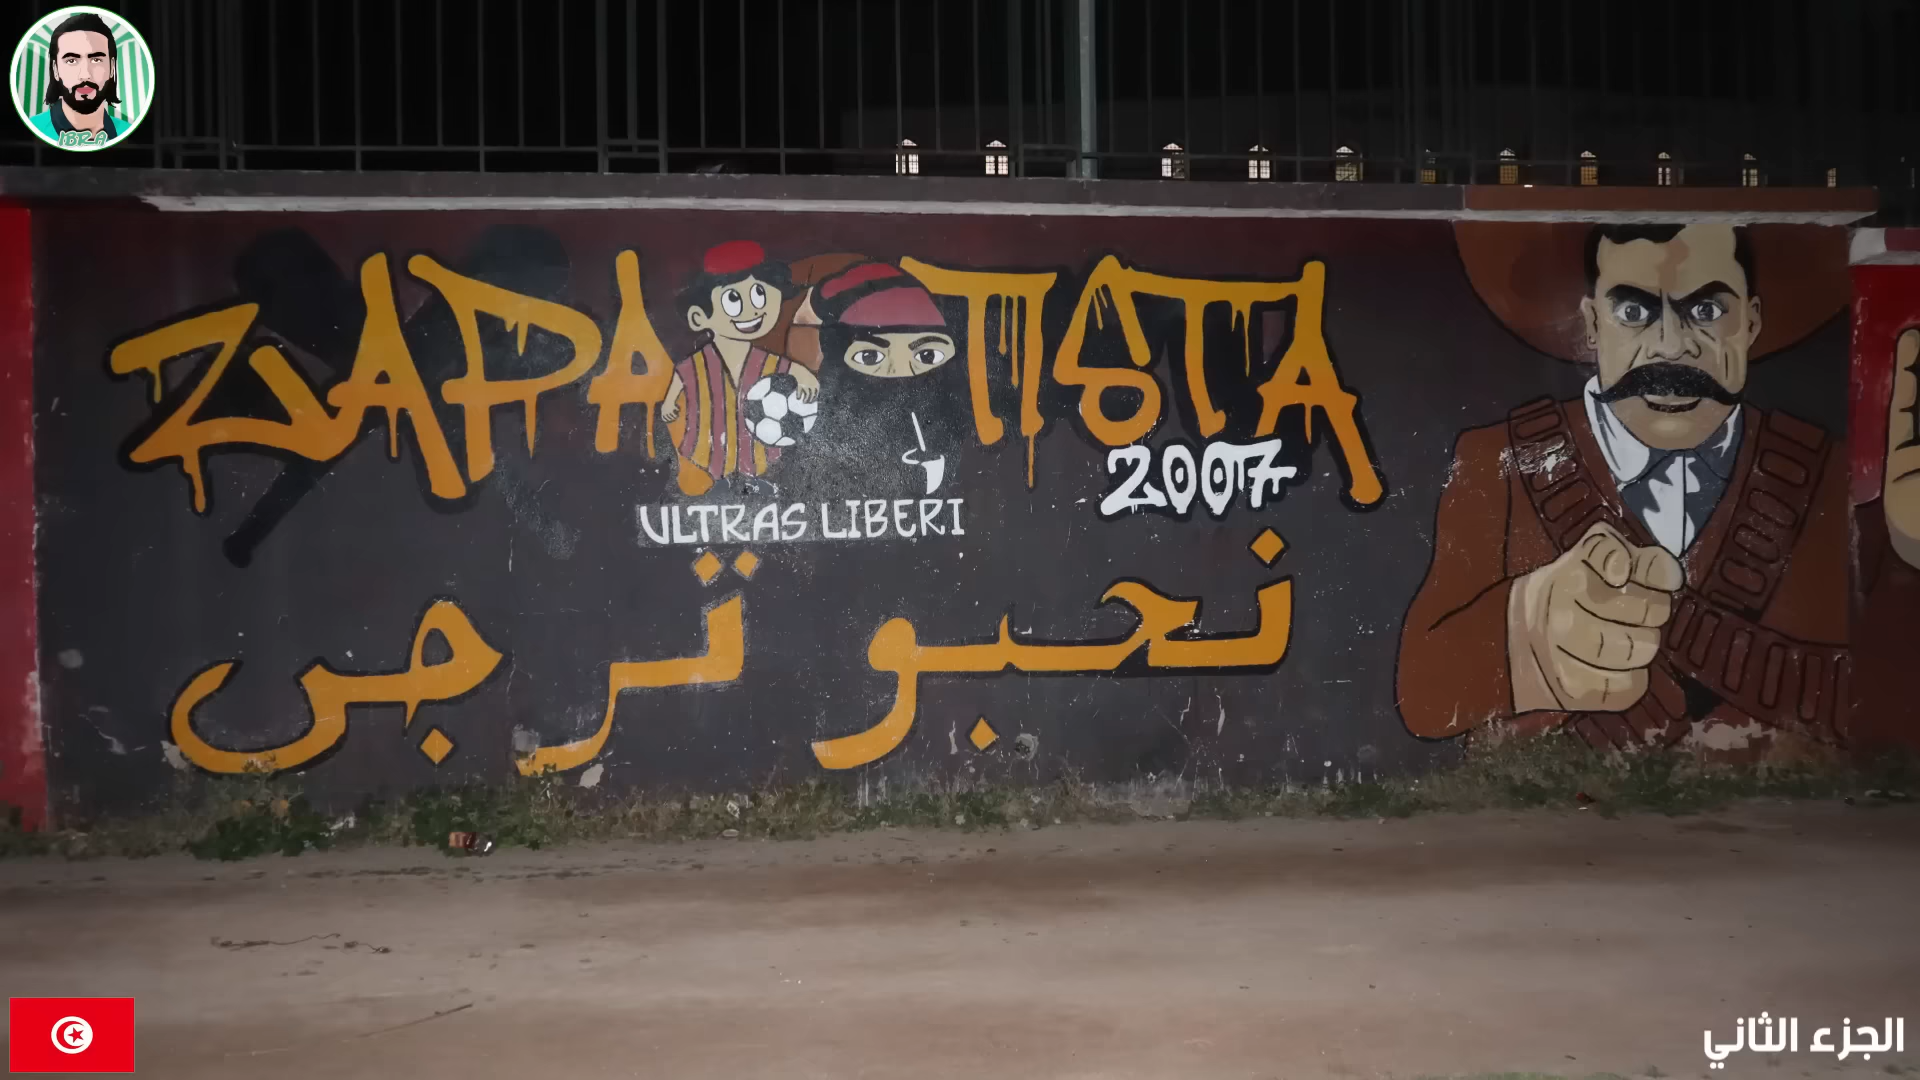 IBRA
ZAPATISTA
2007
ULTRAS LIBERI
نحبو ترجي
الجزء الثاني